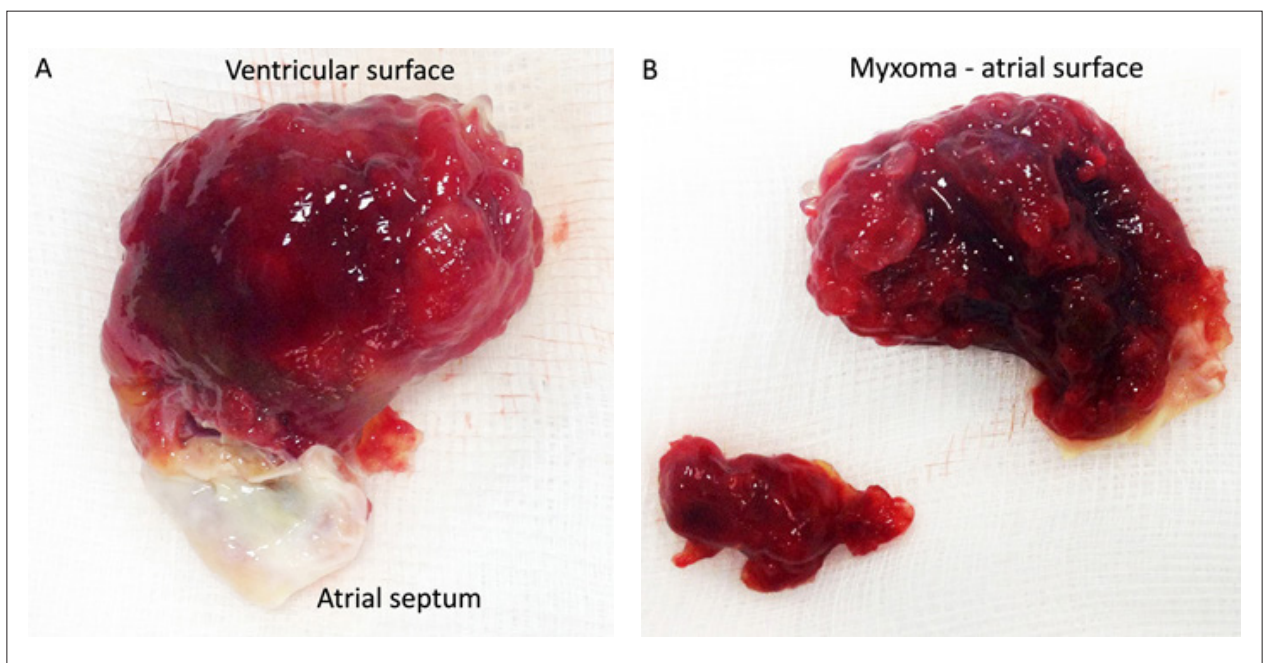 A
Ventricular surface
Atrial septum
B
Myxoma - atrial surface